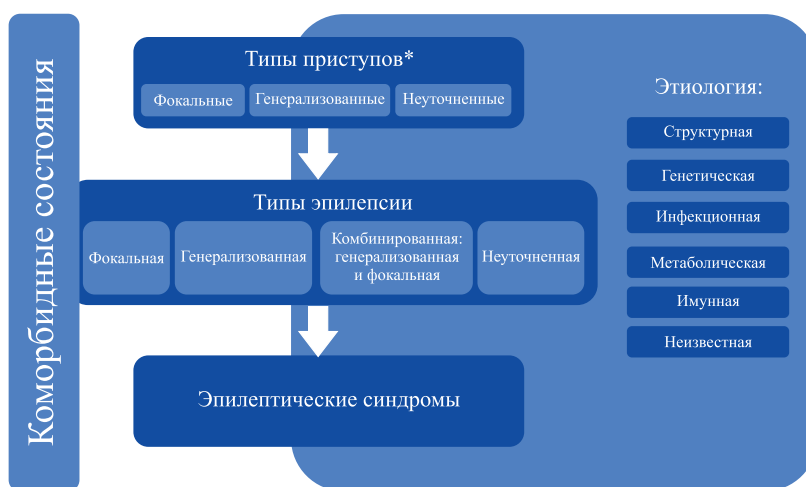 Коморбидные состояния
Типы приступов*
Фокальные
Генерализованные
Неуточненные
Типы эпилепсии
Фокальная
Генерализованная
Комбинированная:
генерализованная
и фокальная
Неуточненная
Эпилептические синдромы
Этиология:
Структурная
Генетическая
Инфекционная
Метаболическая
Имунная
Неизвестная